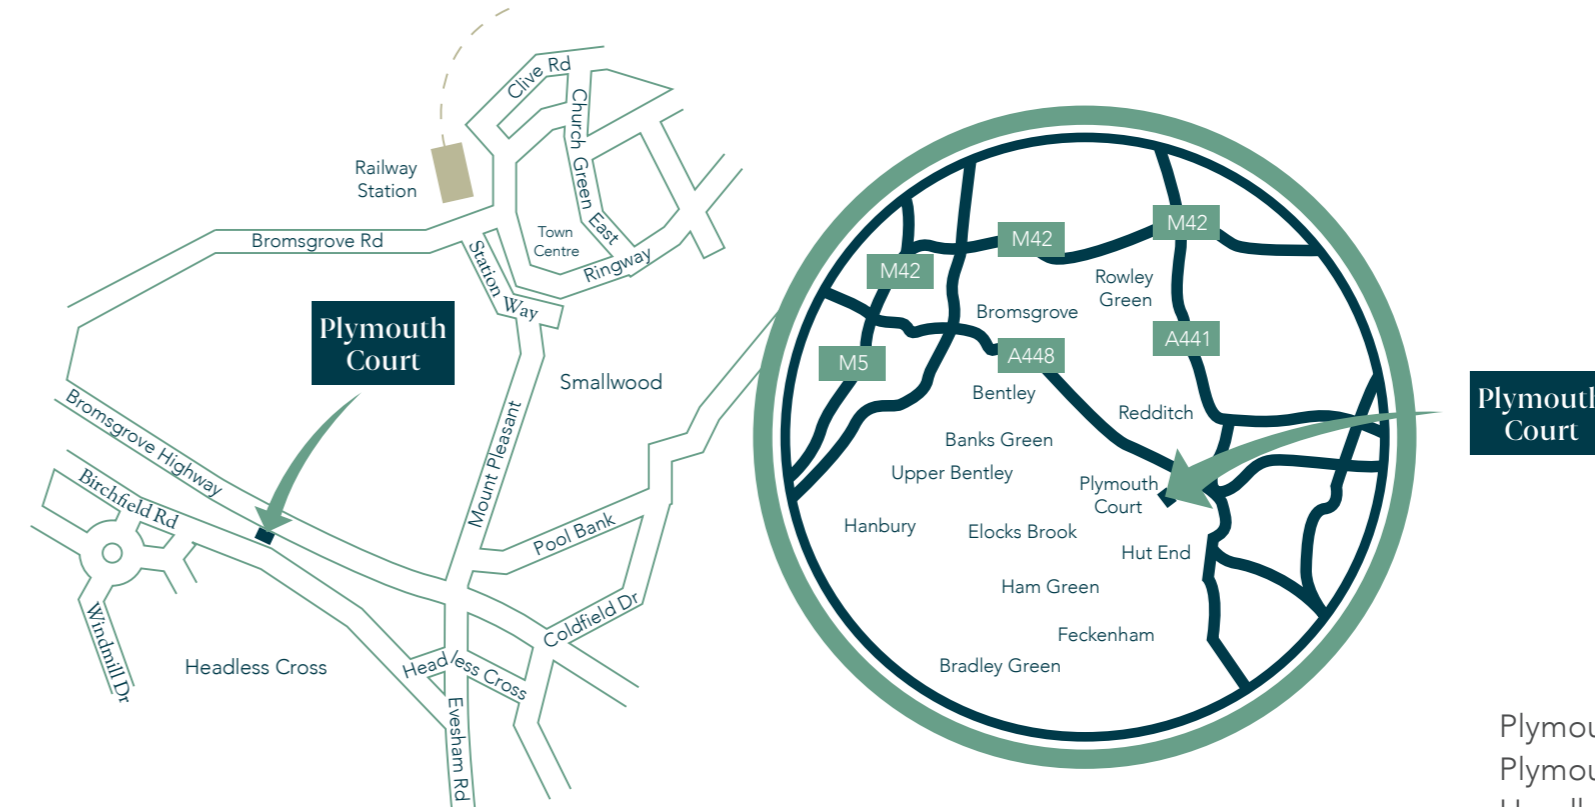 Clive Rd
Church Green East
Railway
Station
Town
Centre
Bromsgrove Rd
Station Way
Ringway
Plymouth
Court
Smallwood
Bromsgrove Highway
Mount Pleasant
Birchfield Rd
Pool Bank
Windmill Dr
Coldfield Dr
Headless Cross
Headless Cross
Evesham Rd
M42
M42
M42
Rowley
Green
Bromsgrove
A441
M5
A448
Bentley
Redditch
Banks Green
Upper Bentley
Plymouth
Court
Hanbury
Elocks Brook
Hut End
Ham Green
Feckenham
Bradley Green
Plymouth
Court
Plymou
Plymou